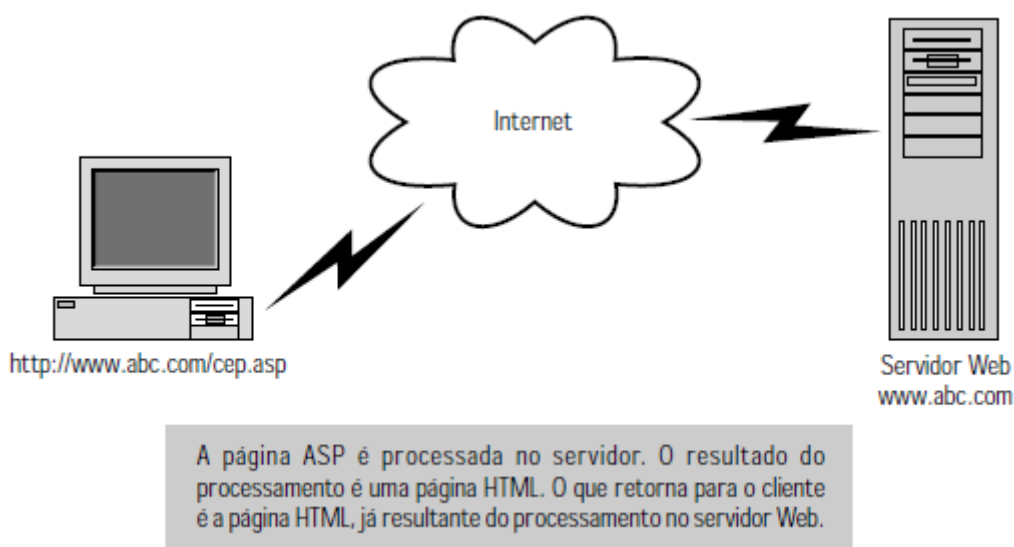 Internet
http://www.abc.com/cep.asp
Servidor Web
www.abc.com
A página ASP é processada no servidor. O resultado do
processamento é uma página HTML. O que retorna para o cliente
é a página HTML, já resultante do processamento no servidor Web.